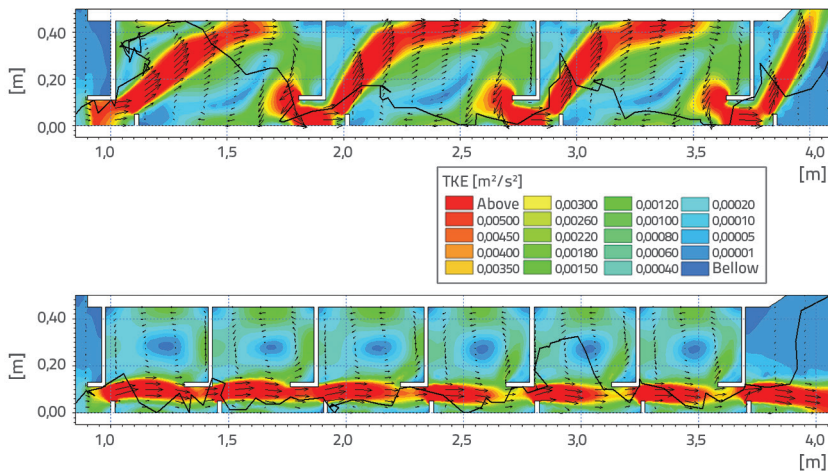 0,40
[m]
0,20
0,00
1,0 1,5 2,0 2,5 3,0 3,5 4,0
[m]
TKE [m²/s²]
Above 0,00300 0,00120 0,00020
0,00500 0,00260 0,00100 0,00010
0,00450 0,00220 0,00080 0,00005
0,00400 0,00180 0,00060 0,00001
0,00350 0,00150 0,00040 Bellow
0,40
[m]
0,20
0,00
1,0 1,5 2,0 2,5 3,0 3,5 4,0
[m]